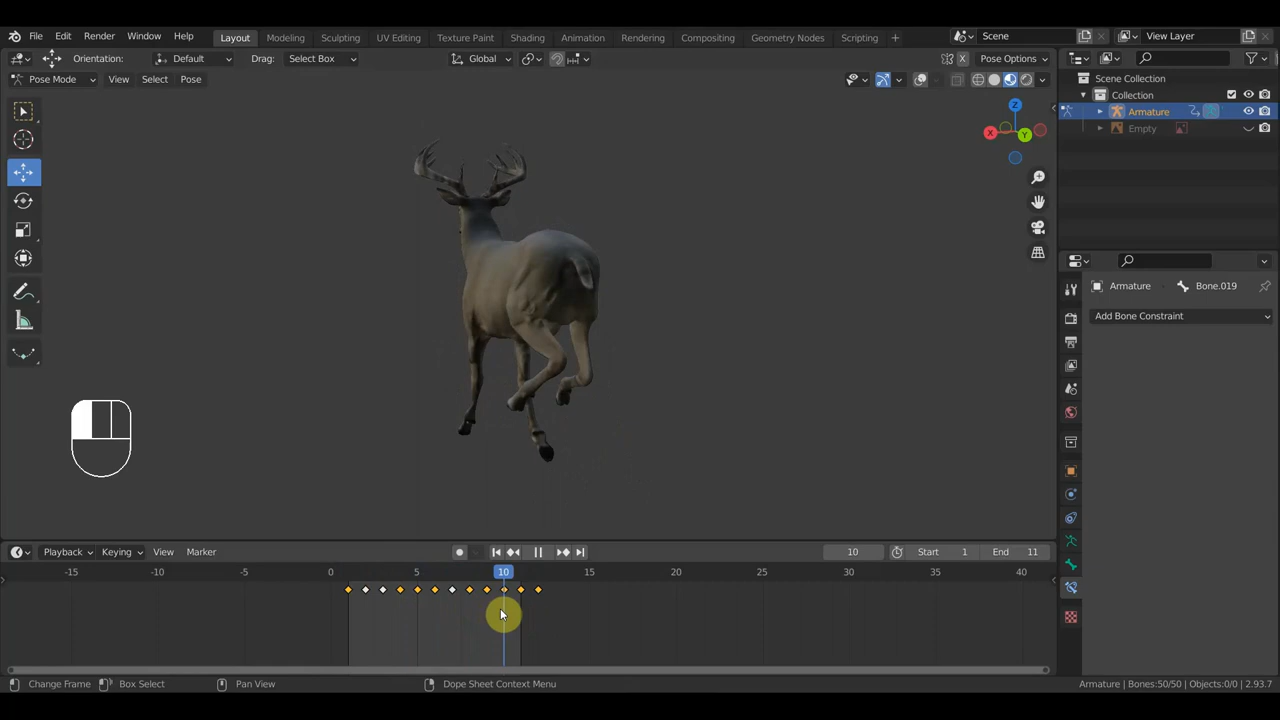 File Edit Render Window Help Layout Modeling Sculpting UV Editing Texture Paint Shading Animation Rendering Compositing Geometry Nodes Scripting + Scene View Layer
Orientation: Default Drag: Select Box Global X Pose Options
Pose Mode View Select Pose
Scene Collection
Collection
Armature
Empty
Z
X
Y
Armature Bone.019
Add Bone Constraint
Playback Keying View Marker 10 Start 1 End 11
-15 -10 -5 0 5 10 15 20 25 30 35 40
Change Frame Box Select Pan View Dope Sheet Context Menu Armature | Bones:50/50 | Objects:0/0 | 2.93.7